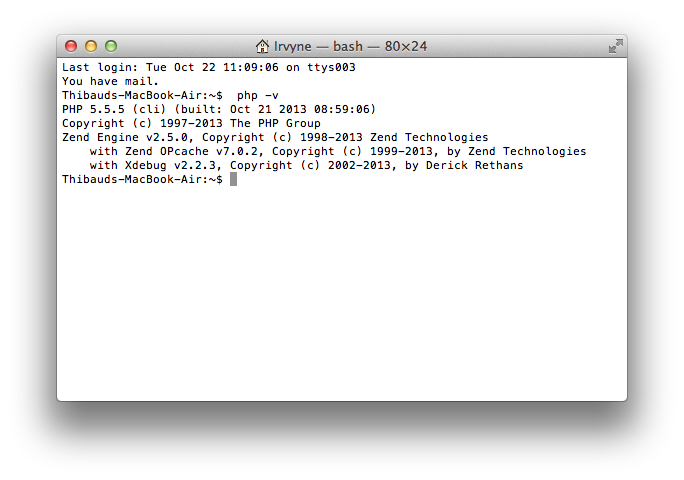 lrvyne — bash — 80×24
Last login: Tue Oct 22 11:09:06 on ttys003
You have mail.
Thibauds-MacBook-Air:~$  php -v
PHP 5.5.5 (cli) (built: Oct 21 2013 08:59:06)
Copyright (c) 1997-2013 The PHP Group
Zend Engine v2.5.0, Copyright (c) 1998-2013 Zend Technologies
    with Zend OPcache v7.0.2, Copyright (c) 1999-2013, by Zend Technologies
    with Xdebug v2.2.3, Copyright (c) 2002-2013, by Derick Rethans
Thibauds-MacBook-Air:~$